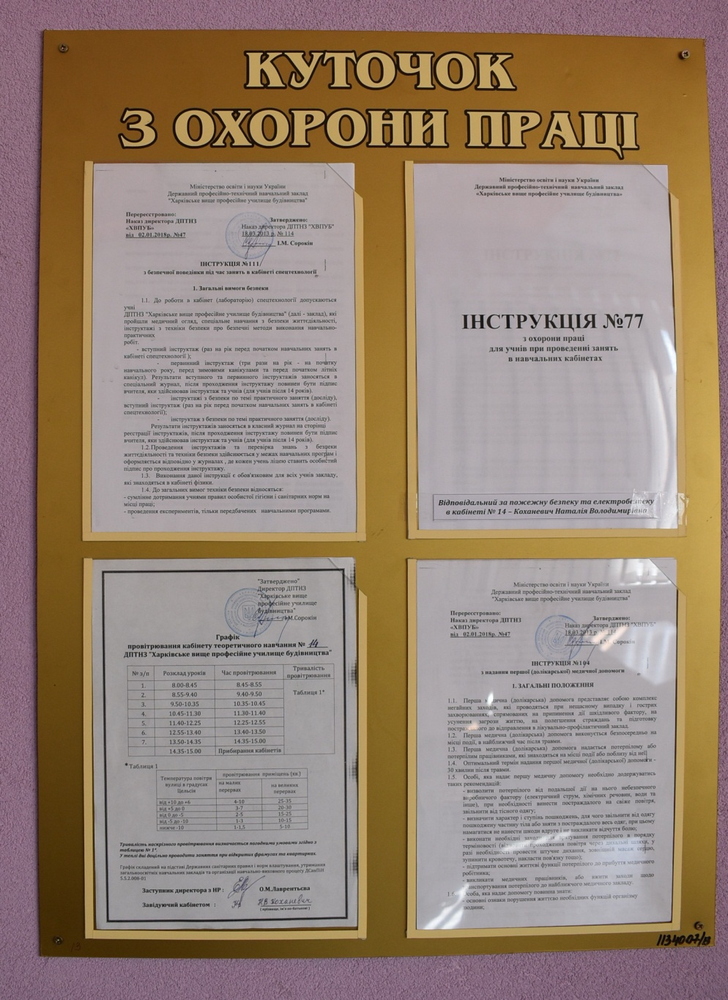 КУТОЧОК
З ОХОРОНИ ПРАЦІ
Міністерство освіти і науки України
Державний професійно-технічний навчальний заклад
"Харківське вище професійне училище будівництва"
Перереєстровано:
Наказ директора ДПТНЗ
«ХВПУБ»
від 02.01.2018р. №47
Затверджено:
Наказ директора ДПТНЗ "ХВПУБ"
18.03.2013 р. № 114
І.М. Сорокін
ІНСТРУКЦІЯ №111
з безпечної поведінки під час занять в кабінеті спецтехнології
1. Загальні вимоги безпеки
1.1. До роботи в кабінет (лабораторію) спецтехнології допускаються
учні
ДПТНЗ "Харківське вище професійне училище будівництва" (далі - заклад), які
пройшли медичний огляд, спеціальне навчання з безпеки життєдіяльності,
інструктажі з техніки безпеки про безпечні методи виконання навчально-
практичних
робіт.
- вступний інструктаж (раз на рік перед початком навчальних занять в
кабінеті спецтехнології );
- первинний інструктаж (три рази на рік - на початку
навчального року, перед зимовими канікулами та перед початком літніх
канікул). Результати вступного та первинного інструктажів заносяться в
спеціальний журнал, після проходження інструктажу повинен бути підпис
вчителя, яки здійснював інструктаж та учнів (для учнів після 14 років).
- інструктажі з безпеки по темі практичного заняття (досліду),
вступний інструктаж (раз на рік перед початком навчальних занять в кабінеті
спецтехнології);
- інструктаж з безпеки по темі практичного заняття (досліду).
Результати інструктажів заносяться в класний журнал на сторінці
реєстрації інструктажів, після проходження інструктажу повинен бути підпис
вчителя, яки здійснював інструктаж та учнів (для учнів після 14 років).
1.2.Проведення інструктажів та перевірка знань з безпеки
життєдіяльності та техніки безпеки здійснюється у межах навчальних програм і
оформляється відповідно у журналах , де кожен учень ліцею ставить особистий
підпис про проходження інструктажу.
1.3. Виконання даної інструкції є обов'язковим для всіх учнів закладу,
які знаходяться в кабінеті фізики.
1.4. До загальних вимог техніки безпеки відносяться:
- сумлінне дотримання учнями правил особистої гігієни і санітарних норм на
місці праці;
- проведення експериментів, тільки передбачених навчальними програмами.
Міністерство освіти і науки України
Державний професійно-технічний навчальний заклад
«Харківське вище професійне училище будівництва»
ІНСТРУКЦІЯ №77
з охорони праці
для учнів при проведенні занять
в навчальних кабінетах
Відповідальний за пожежну безпеку та електробезпеку
в кабінеті № 14 – Коханевич Наталія Володимирівна
"Затверджено"
Директор ДПТНЗ
"Харківське вище
професійне училище
будівництва"
І.М.Сорокін
Графік
провітрювання кабінету теоретичного навчання № 14
ДПТНЗ "Харківське вище професійне училище будівництва"
№ з/п Розклад уроків Час провітрювання Тривалість провітрювання
1. 8.00-8.45 8.45-8.55 Таблиця 1*
2. 8.55-9.40 9.40-9.50
3. 9.50-10.35 10.35-10.45
4. 10.45-11.30 11.30-11.40
5. 11.40-12.25 12.25-12.55
6. 12.55-13.40 13.40-13.50
7. 13.50-14.35 14.35-15.00
14.35-15.00 Прибирання кабінетів
*Таблиця 1
Температура повітря вулиці в градусах Цельсія провітрювання приміщень (хв.)
на малих перервах на великих перервах
від +10 до +6 4-10 25-35
від +5 до 0 3-7 20-30
від 0 до -5 2-5 15-25
від -5 до -10 1-3 10-15
нижче -10 1-1,5 5-10
Тривалість наскрізного провітрювання визначається погодними умовами згідно з
таблицею № 1*.
У теплі дні доцільно проводити заняття при відкритих фрамугах та квартирках.
Графік складений на підставі Державних санітарних правил і норм влаштування, утримання
загальноосвітніх навчальних закладів та організації навчально-виховного процесу ДСанПіН
5.5.2.008-01
Заступник директора з НР : О.М.Лаврентьєва
Завідуючий кабінетом : Н.В Коханевич
( прізвище, ім'я по-батькові )
Міністерство освіти і науки України
Державний професійно-технічний навчальний заклад
"Харківське вище професійне училище будівництва"
Перереєстровано:
Наказ директора ДПТНЗ
«ХВПУБ»
від 02.01.2018р. №47
Затверджено:
Наказ директора ДПТНЗ "ХВПУБ"
18.03.2013 р. № 114
І.М. Сорокін
ІНСТРУКЦІЯ №104
з надання першої (долікарської) медичної допомоги
1. ЗАГАЛЬНІ ПОЛОЖЕННЯ
1.1. Перша медична (долікарська) допомога представляє собою комплекс
негайних заходів, які проводяться при нещасному випадку і гострих
захворюваннях, спрямованих на припинення дії шкідливого фактору, на
усунення загрози життю, на полегшення страждань та підготовку
постраждалого до відправлення в лікувально-профілактичний заклад.
1.2. Перша медична (долікарська) допомога виконується безпосередньо на
місці події, в найближчий час після травми.
1.3. Перша медична (долікарська) допомога надається потерпілому або
потерпілим працівниками, які знаходяться на місці події або поблизу від неї
1.4. Оптимальний термін надання першої медичної (долікарської) допомоги -
30 хвилин після травми.
1.5. Особі, яка надає першу медичну допомогу необхідно додержуватись
таких рекомендацій:
- визволити потерпілого від подальшої дії на нього небезпечного
виробничого фактору (електричний струм, хімічних речовин, води та
інше), при необхідності винести постраждалого на свіже повітря,
звільнити від тісного одягу;
- визначити характер і ступінь пошкоджень, для чого звільнити від одягу
пошкоджену частину тіла або зняти з постраждалого весь одяг, при цьому
намагатися не нанести шкоди вдруге і не викликати відчуття болю;
- виконати необхідні заходи рятування потерпілого в порядку
терміновості проходження повітря через дихальні шляхи, у
разі необхідності провести штучне дихання, зовнішній масаж серцю,
зупинити кровотечу, накласти пов'язку тощо);
- підтримати основні життєві функції потерпілого до прибуття медичного
робітника;
- викликати медичних працівників, або вжити заходи щодо
транспортування потерпілого до найближчого медичного закладу.
1.6. Особа, яка надає допомогу повинна знати:
- основні ознаки порушення життєво необхідних функцій організму
людини;
1134007/13